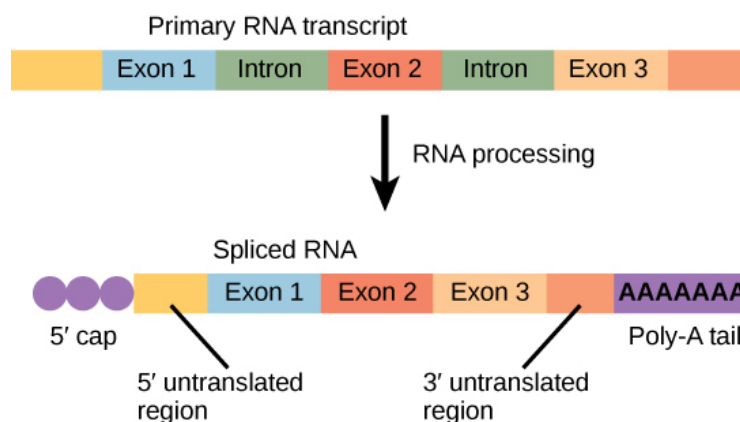 Primary RNA transcript
Exon 1 Intron Exon 2 Intron Exon 3
RNA processing
Spliced RNA
Exon 1 Exon 2 Exon 3 AAAAAAA
5′ cap
Poly-A tail
5′ untranslated
region
3′ untranslated
region